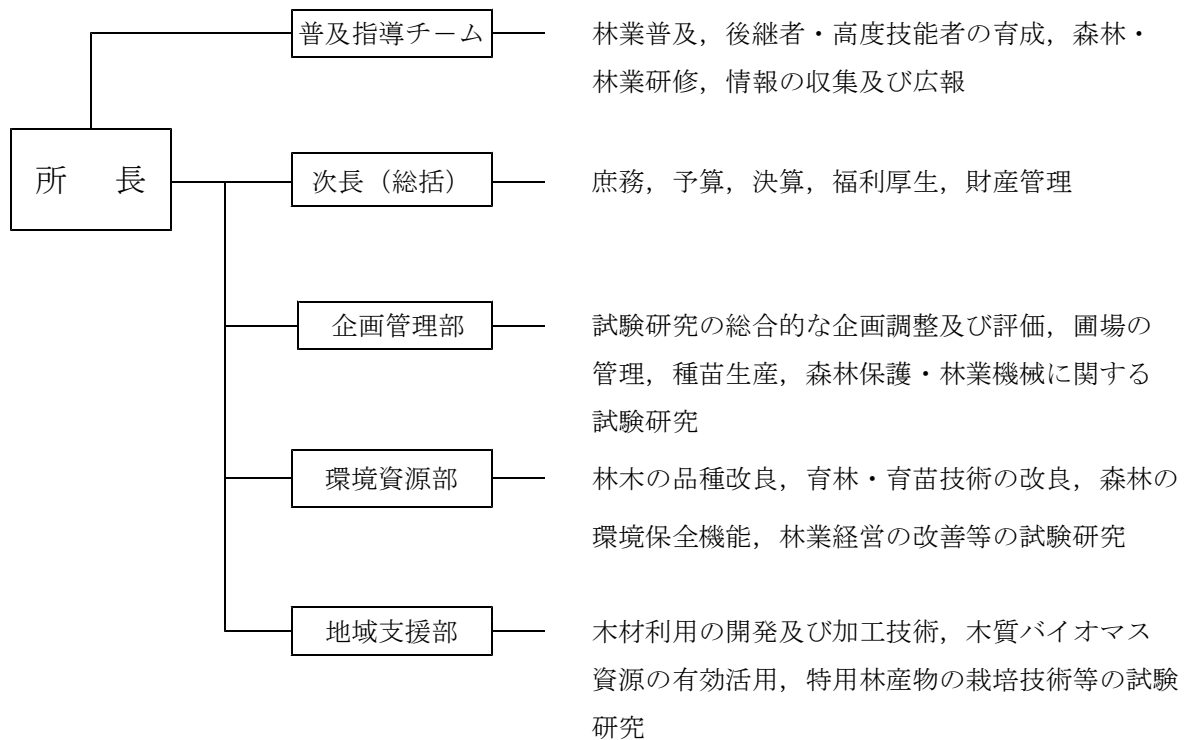 普及指導チーム
林業普及，後継者・高度技能者の育成，森林・
林業研修，情報の収集及び広報
所　長
次長（総括）
庶務，予算，決算，福利厚生，財産管理
企画管理部
試験研究の総合的な企画調整及び評価，圃場の
管理，種苗生産，森林保護・林業機械に関する
試験研究
環境資源部
林木の品種改良，育林・育苗技術の改良，森林の
環境保全機能，林業経営の改善等の試験研究
地域支援部
木材利用の開発及び加工技術，木質バイオマス
資源の有効活用，特用林産物の栽培技術等の試験
研究